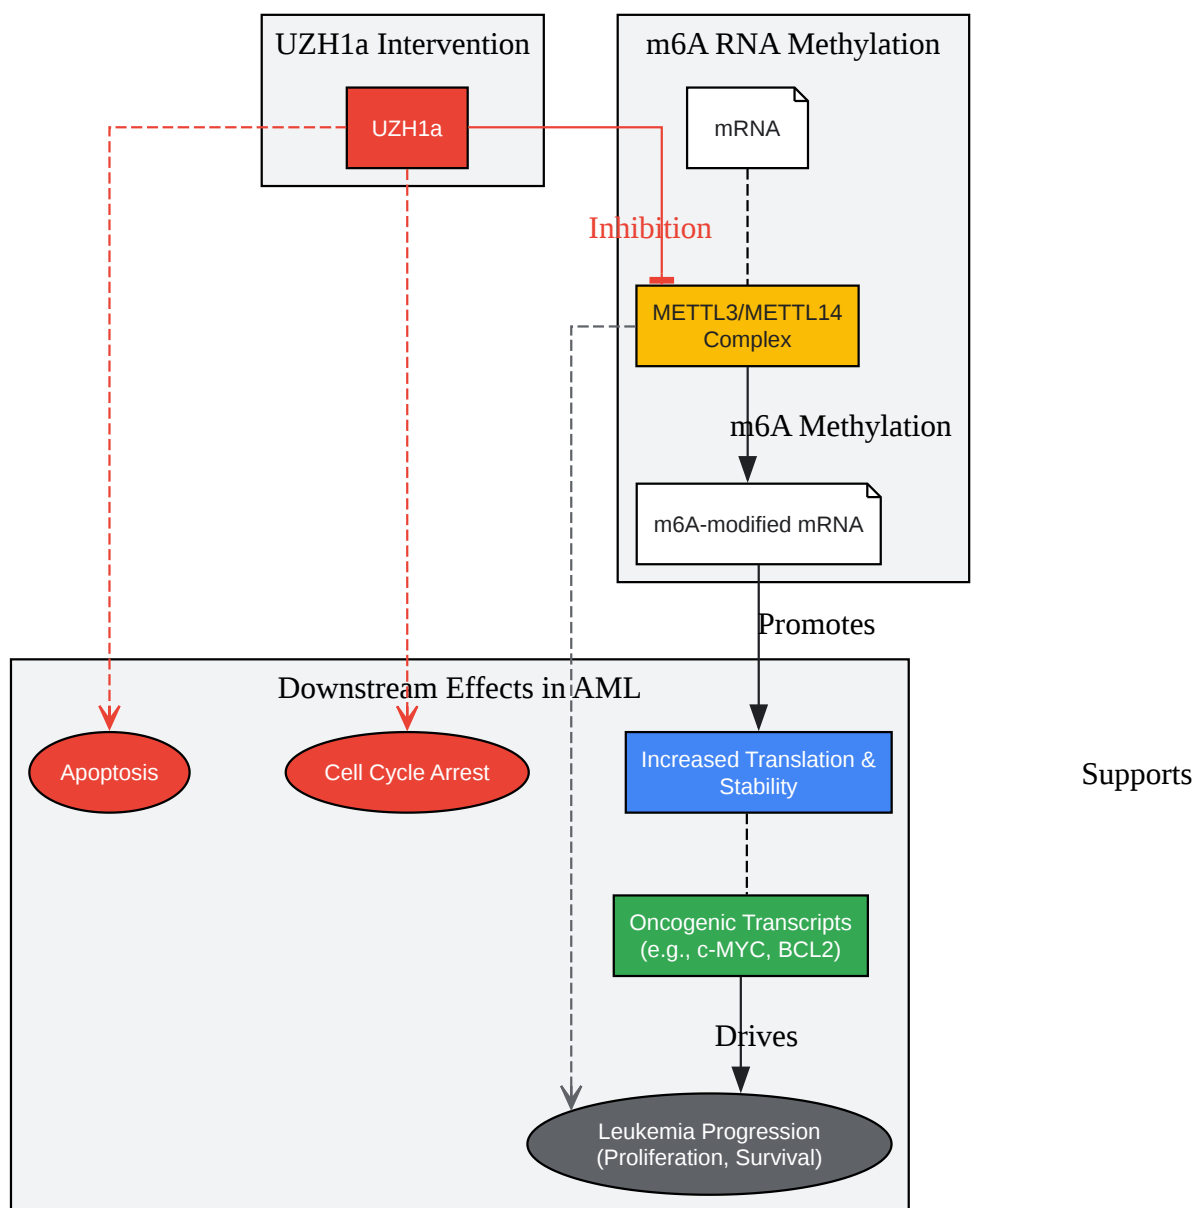 UZH1a Intervention
m6A RNA Methylation
UZH1a
mRNA
Inhibition
METTL3/METTL14
Complex
m6A Methylation
m6A-modified mRNA
Promotes
Downstream Effects in AML
Apoptosis
Cell Cycle Arrest
Increased Translation &
Stability
Supports
Oncogenic Transcripts
(e.g., c-MYC, BCL2)
Drives
Leukemia Progression
(Proliferation, Survival)